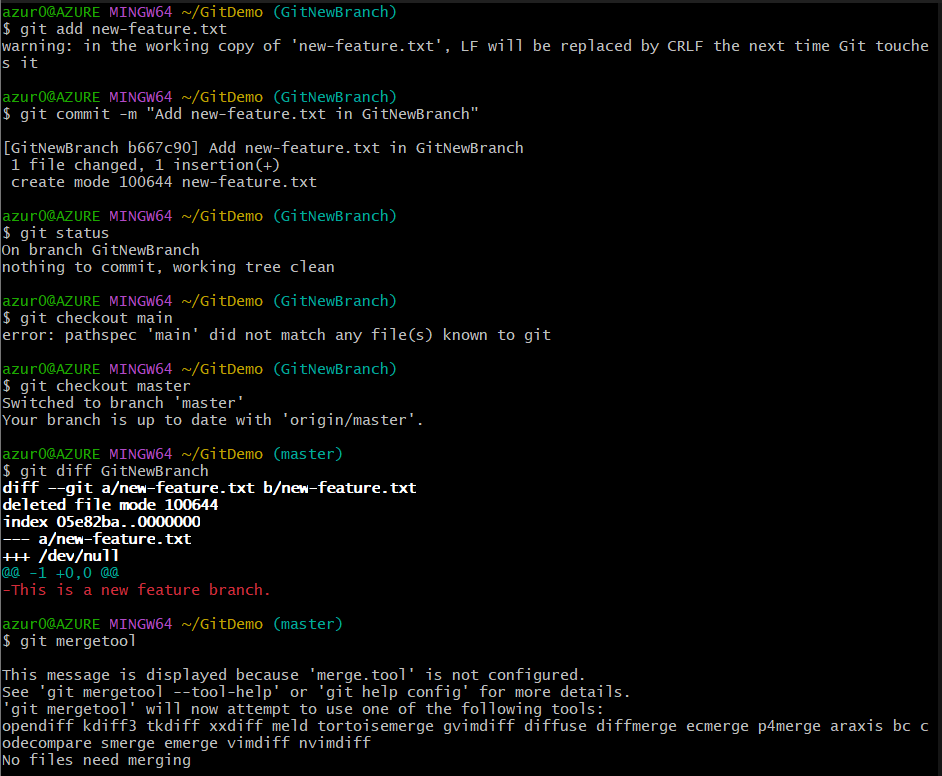 azur0@AZURE MINGW64 ~/GitDemo (GitNewBranch)
$ git add new-feature.txt
warning: in the working copy of 'new-feature.txt', LF will be replaced by CRLF the next time Git touche
s it

azur0@AZURE MINGW64 ~/GitDemo (GitNewBranch)
$ git commit -m "Add new-feature.txt in GitNewBranch"

[GitNewBranch b667c90] Add new-feature.txt in GitNewBranch
 1 file changed, 1 insertion(+)
 create mode 100644 new-feature.txt

azur0@AZURE MINGW64 ~/GitDemo (GitNewBranch)
$ git status
On branch GitNewBranch
nothing to commit, working tree clean

azur0@AZURE MINGW64 ~/GitDemo (GitNewBranch)
$ git checkout main
error: pathspec 'main' did not match any file(s) known to git

azur0@AZURE MINGW64 ~/GitDemo (GitNewBranch)
$ git checkout master
Switched to branch 'master'
Your branch is up to date with 'origin/master'.

azur0@AZURE MINGW64 ~/GitDemo (master)
$ git diff GitNewBranch
diff --git a/new-feature.txt b/new-feature.txt
deleted file mode 100644
index 05e82ba..0000000
--- a/new-feature.txt
+++ /dev/null
@@ -1 +0,0 @@
-This is a new feature branch.

azur0@AZURE MINGW64 ~/GitDemo (master)
$ git mergetool

This message is displayed because 'merge.tool' is not configured.
See 'git mergetool --tool-help' or 'git help config' for more details.
'git mergetool' will now attempt to use one of the following tools:
opendiff kdiff3 tkdiff xxdiff meld tortoisemerge gvimdiff diffuse diffmerge ecmerge p4merge araxis bc c
odecompare smerge emerge vimdiff nvimdiff
No files need merging